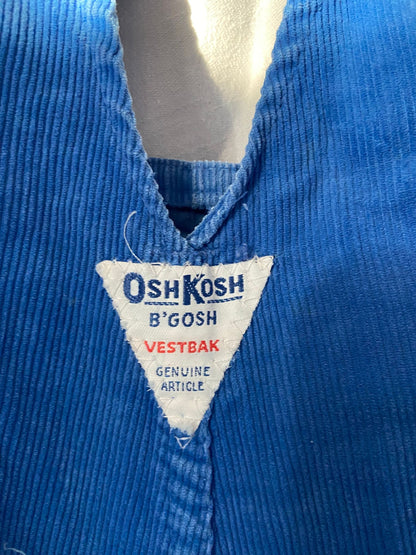 OSHKOSH
B'GOSH
VESTBAK
GENUINE
ARTICLE